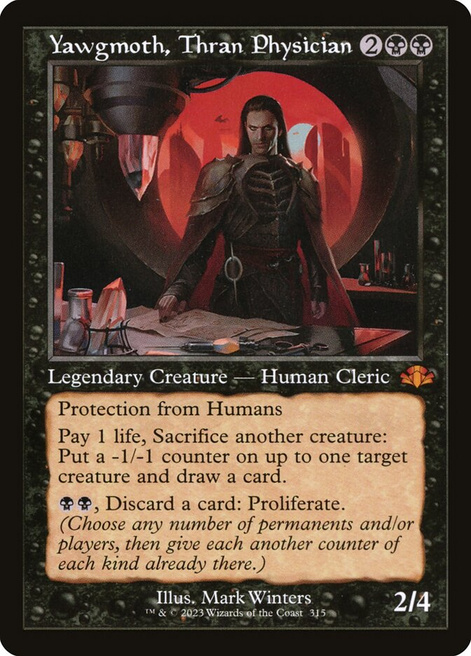 Yawgmoth, Thran Physician 2
Legendary Creature — Human Cleric
Protection from Humans
Pay 1 life, Sacrifice another creature:
Put a -1/-1 counter on up to one target
creature and draw a card.
, Discard a card: Proliferate.
(Choose any number of permanents and/or
players, then give each another counter of
each kind already there.)
Illus. Mark Winters
™ & © 2023 Wizards of the Coast 315
2/4